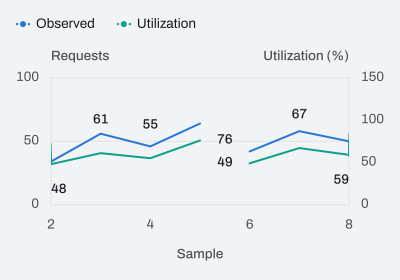 Observed Utilization
Requests Utilization (%)
100 150
61 55 67
100
50 76
49 50
48 59
0 0
2 4 6 8
Sample